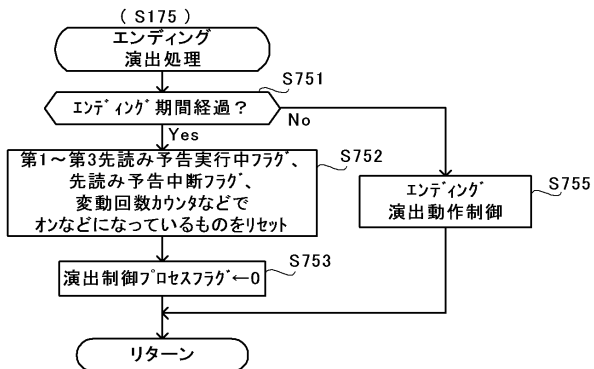 ( S175 )
エンディング
演出処理
S751
ｴﾝﾃﾞｨﾝｸﾞ期間経過？
No
Yes
第1～第3先読み予告実行中ﾌﾗｸﾞ、
先読み予告中断ﾌﾗｸﾞ、
変動回数ｶｳﾝﾀなどで
オンなどになっているものをリセット
S752
ｴﾝﾃﾞｨﾝｸﾞ
演出動作制御
S755
演出制御ﾌﾟﾛｾｽﾌﾗｸﾞ←0
S753
リターン